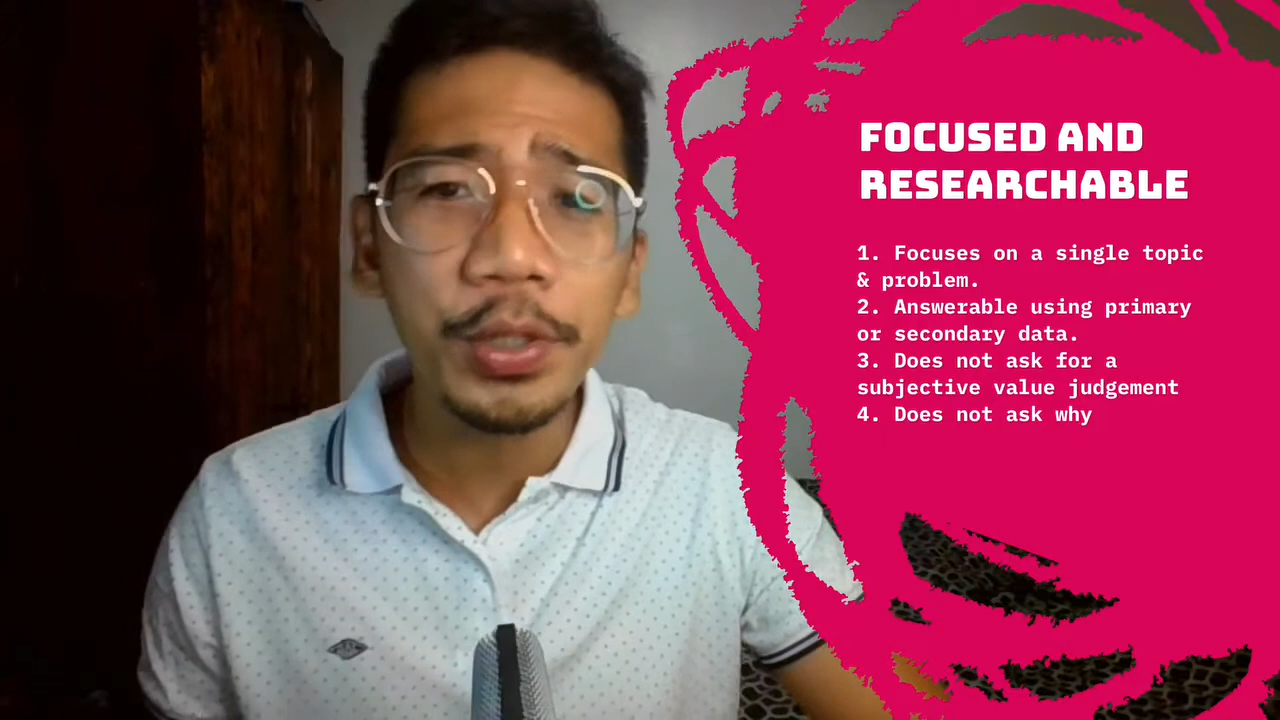 FOCUSED AND
RESEARCHABLE
1. Focuses on a single topic
& problem.
2. Answerable using primary
or secondary data.
3. Does not ask for a
subjective value judgement
4. Does not ask why